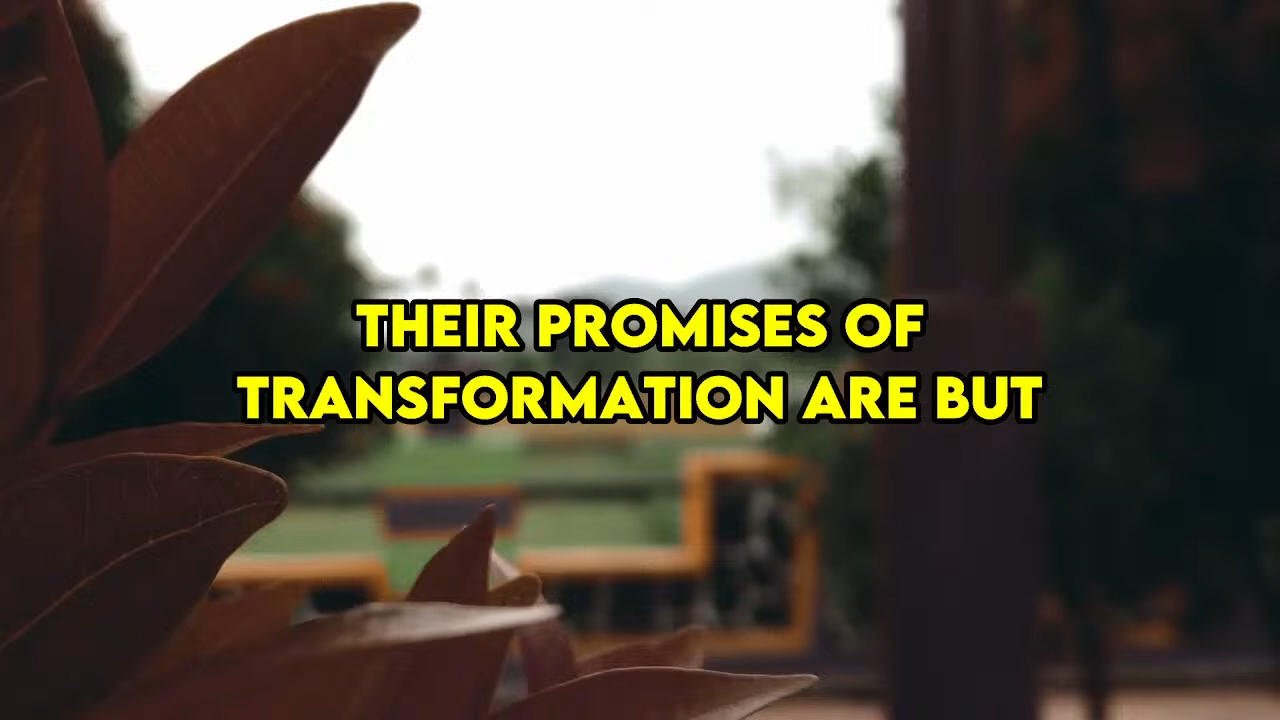 THEIR PROMISES OF
TRANSFORMATION ARE BUT